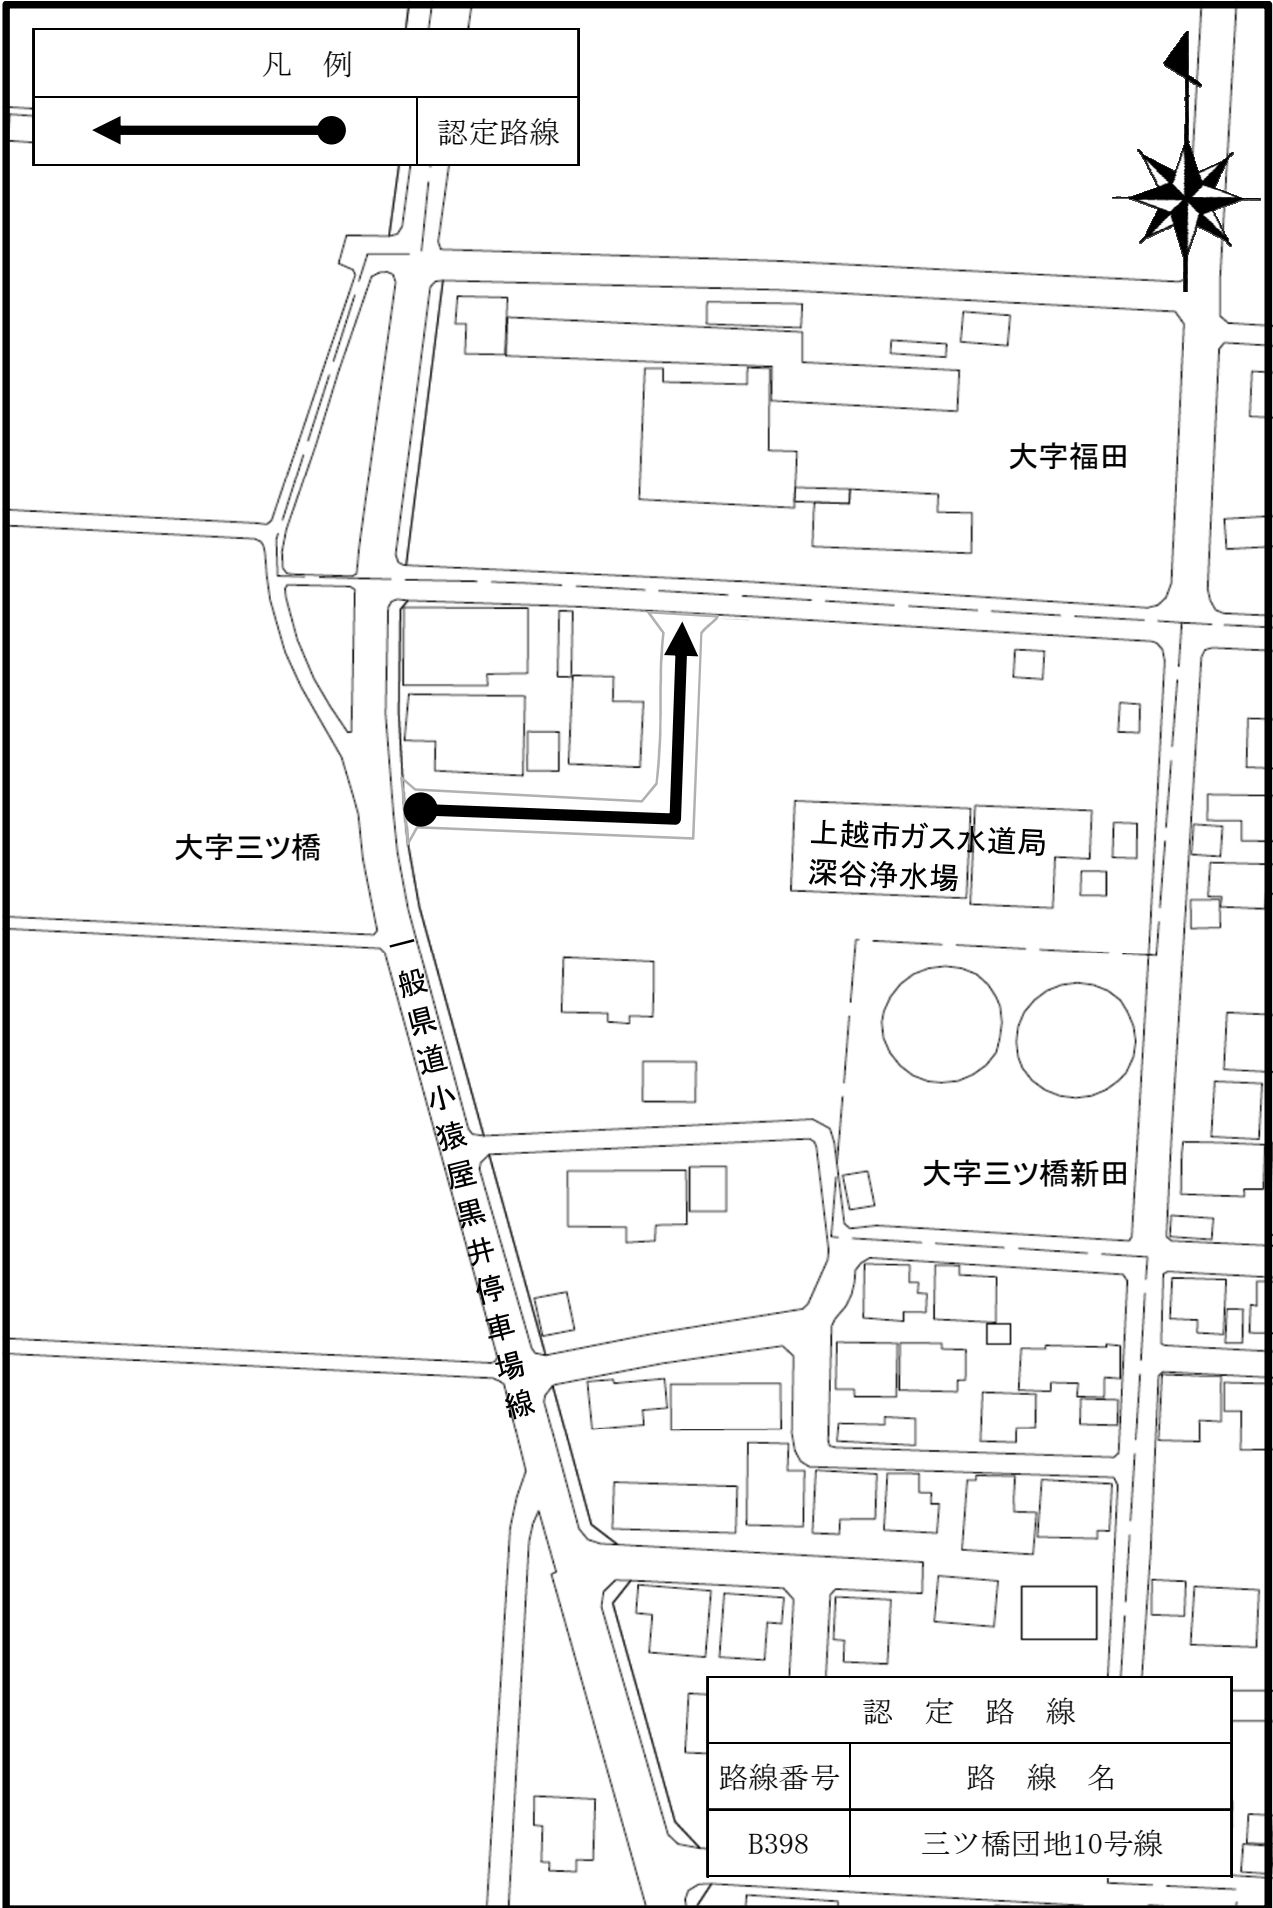 凡 例
認定路線
大字福田
大字三ツ橋
上越市ガス水道局
深谷浄水場
一般県道小猿屋黒井停車場線
大字三ツ橋新田
認 定 路 線
路線番号 路 線 名
B398 三ツ橋団地10号線